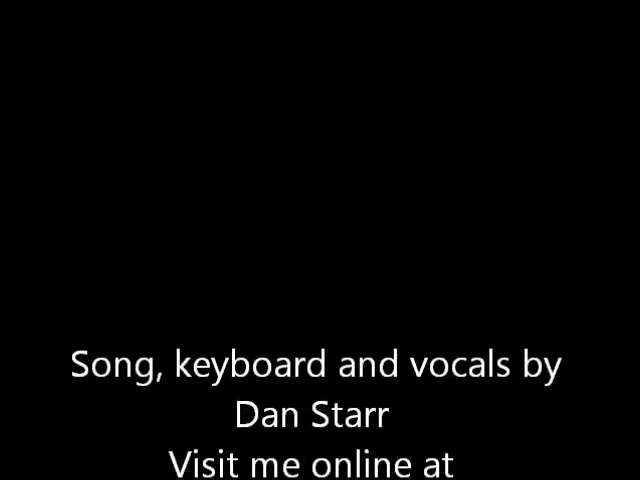 Song, keyboard and vocals by
Dan Starr
Visit me online at